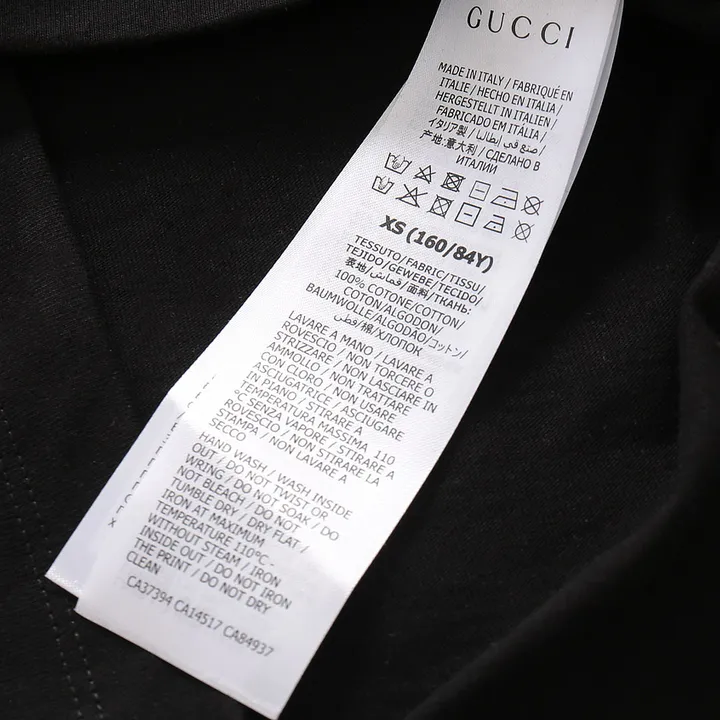 GUCCI
MADE IN ITALY / FABRIQUÉ EN
ITALIE / HECHO EN ITALIA /
HERGESTELLT IN ITALIEN /
FABRICADO EM ITÁLIA /
イタリア製 / صنع في إيطاليا /
产地:意大利 / СДЕЛАНО В
ИТАЛИИ
XS (160/84Y)
TESSUTO/FABRIC/TISSU/
TEJIDO/GEWEBE/TECIDO/
表地/قماش/面料/ТКАНЬ:
100% COTONE/COTTON/
COTON/ALGODON/
BAUMWOLLE/ALGODÃO/コットン/
قطن/棉/ХЛОПОК
LAVARE A MANO / LAVARE A
ROVESCIO / NON TORCERE O
STRIZZARE / NON LASCIARE IN
AMMOLLO / NON TRATTARE
CON CLORO / NON USARE
ASCIUGATRICE / ASCIUGARE
IN PIANO / STIRARE A
TEMPERATURA MASSIMA 110
°C SENZA VAPORE / STIRARE A
ROVESCIO / NON STIRARE LA
STAMPA / NON LAVARE A
SECCO
HAND WASH / WASH INSIDE
OUT / DO NOT TWIST OR
WRING / DO NOT SOAK / DO
NOT BLEACH / DO NOT
TUMBLE DRY / DRY FLAT /
IRON AT MAXIMUM
TEMPERATURE 110°C -
WITHOUT STEAM / IRON
INSIDE OUT / DO NOT IRON
THE PRINT / DO NOT DRY
CLEAN
CA37394 CA14517 CA84937